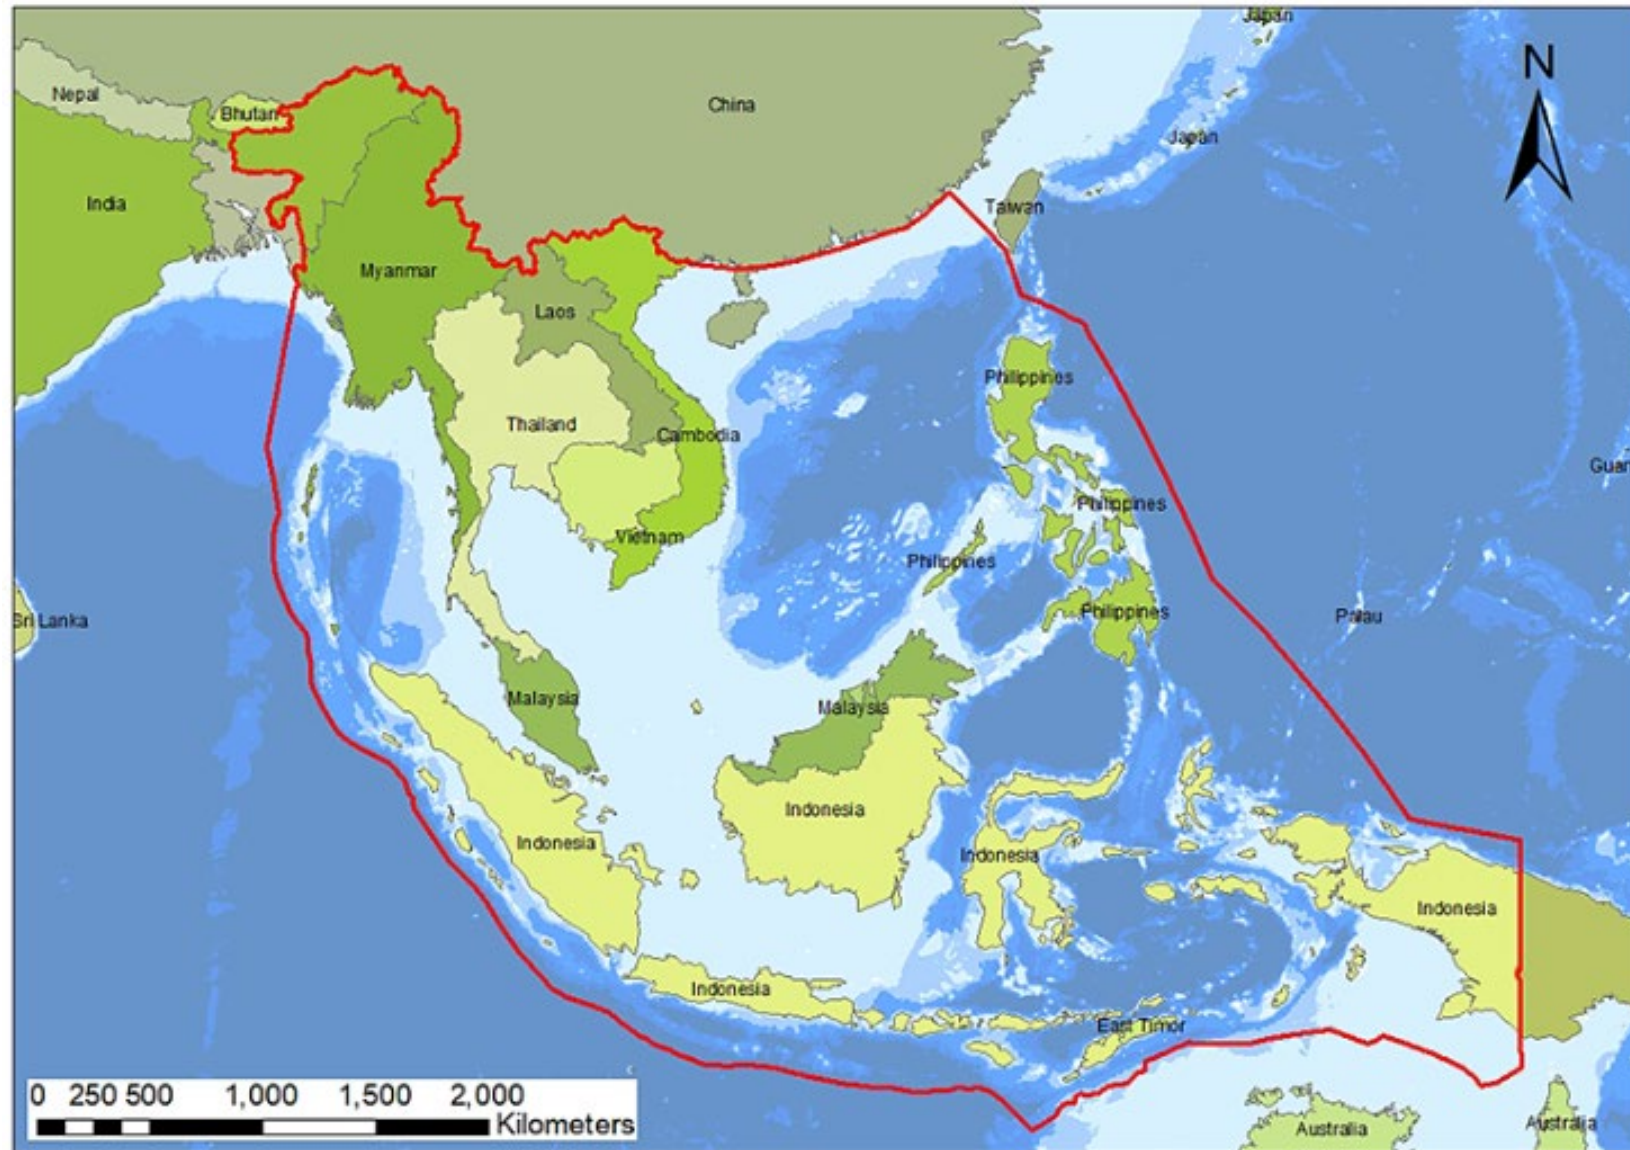 Japan
N
Nepal
Bhutan
China
Japan
India
Taiwan
Myanmar
Laos
Philippines
Thailand
Cambodia
Guam
Philippines
Vietnam
Philippines
Sri Lanka
Palau
Philippines
Malaysia
Malaysia
Indonesia
Indonesia
Indonesia
Indonesia
Indonesia
East Timor
0 250 500 1,000 1,500 2,000
Kilometers
Australia
Australia